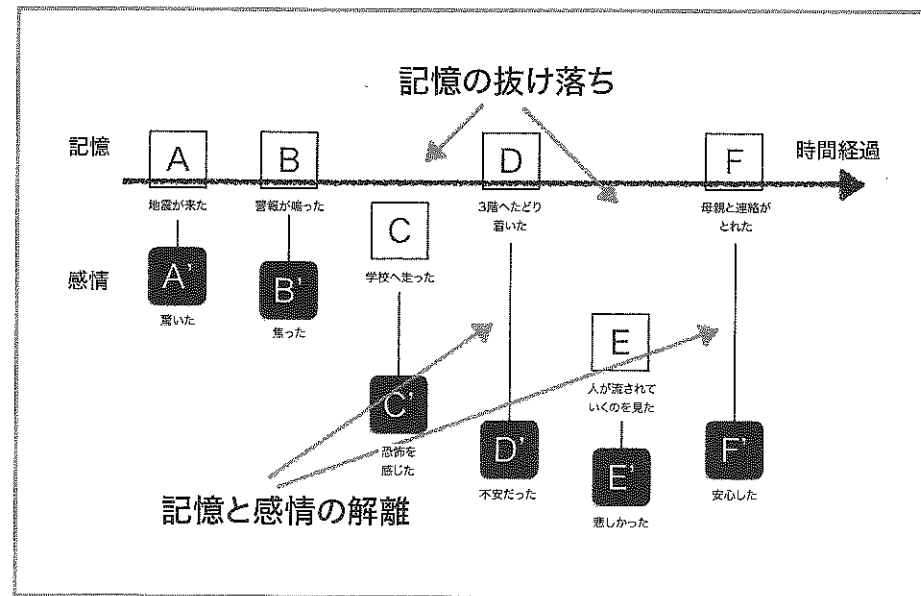 記憶の抜け落ち
記憶
A
B
D
F
時間経過
地震が来た
警報が鳴った
3階へたどり
着いた
母親と連絡が
とれた
C
学校へ走った
感情
A'
驚いた
B'
焦った
E
人が流されて
いくのを見た
C'
恐怖を
感じた
D'
不安だった
E'
悲しかった
F'
安心した
記憶と感情の解離